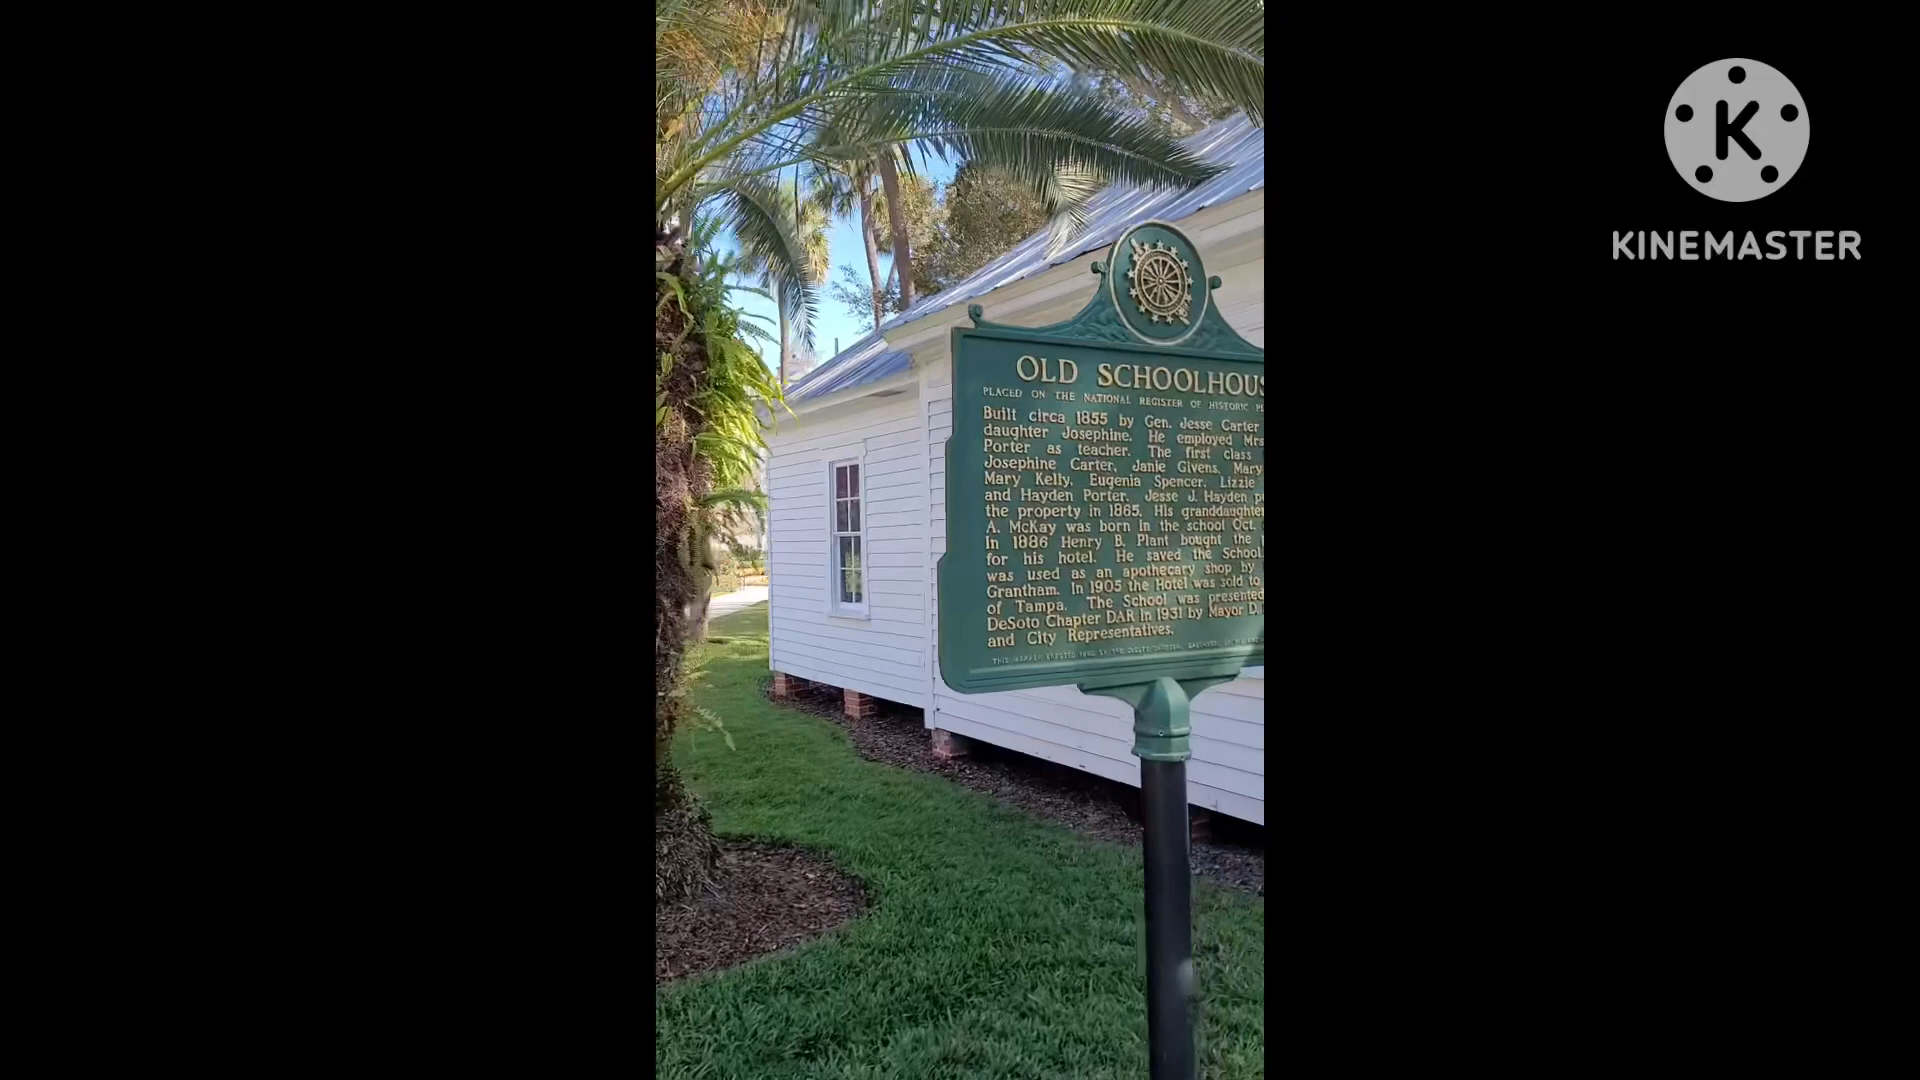 OLD SCHOOLHOUS
PLACED ON THE NATIONAL REGISTER OF HISTORIC PL
Built circa 1855 by Gen. Jesse Carter
daughter Josephine. He employed Mrs
Porter as teacher. The first class
Josephine Carter, Janie Givens, Mary
Mary Kelly, Eugenia Spencer, Lizzie
and Hayden Porter. Jesse J. Hayden p
the property in 1865. His granddaughter
A. McKay was born in the school Oct.
In 1886 Henry B. Plant bought the
for his hotel. He saved the School.
was used as an apothecary shop by
Grantham. In 1905 the Hotel was sold to
of Tampa. The School was presented
DeSoto Chapter DAR in 1931 by Mayor D.
and City Representatives.
THIS MARKER ERECTED
K
KINEMASTER